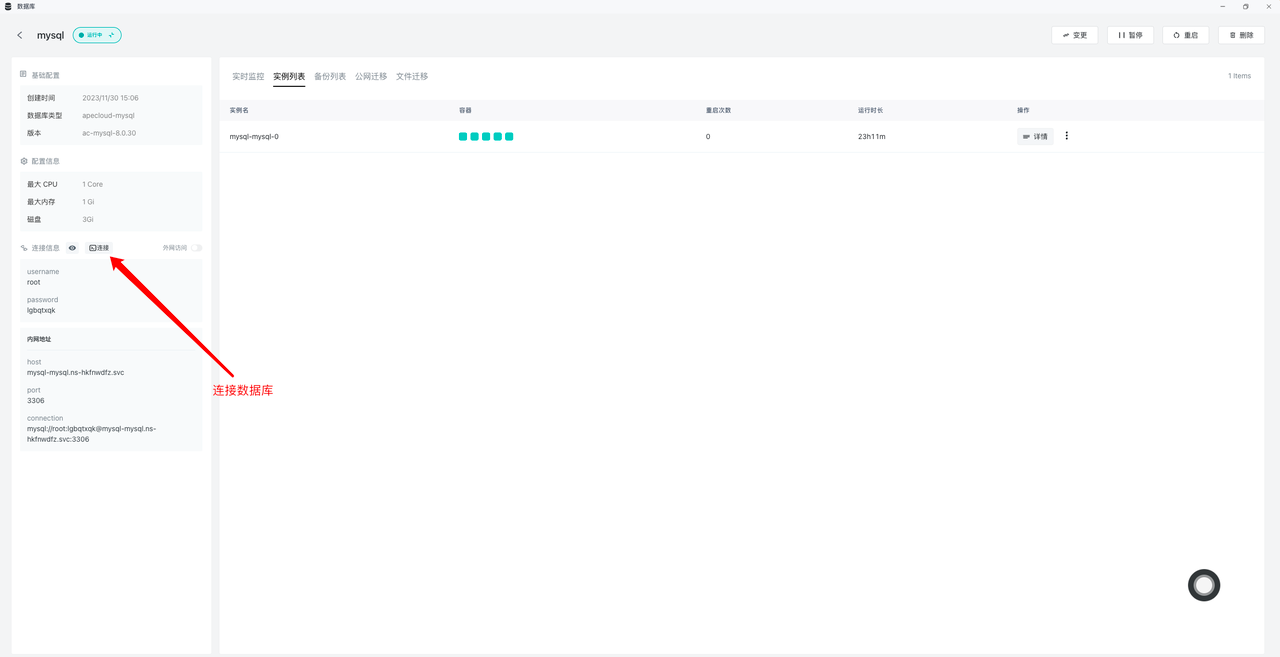 数据库
mysql
运行中
变更
暂停
重启
删除
基础配置
创建时间 2023/11/30 15:06
数据库类型 apecloud-mysql
版本 ac-mysql-8.0.30
配置信息
最大 CPU 1 Core
最大内存 1 Gi
磁盘 3Gi
连接信息 连接 外网访问
username
root
password
lgbqtxqk
内网地址
host
mysql-mysql.ns-hkfnwdfz.svc
port
3306
connection
mysql://root:lgbqtxqk@mysql-mysql.ns-
hkfnwdfz.svc:3306
连接数据库
实时监控 实例列表 备份列表 公网迁移 文件迁移 1 Items
实例名 容器 重启次数 运行时长 操作
mysql-mysql-0 0 23h11m 详情